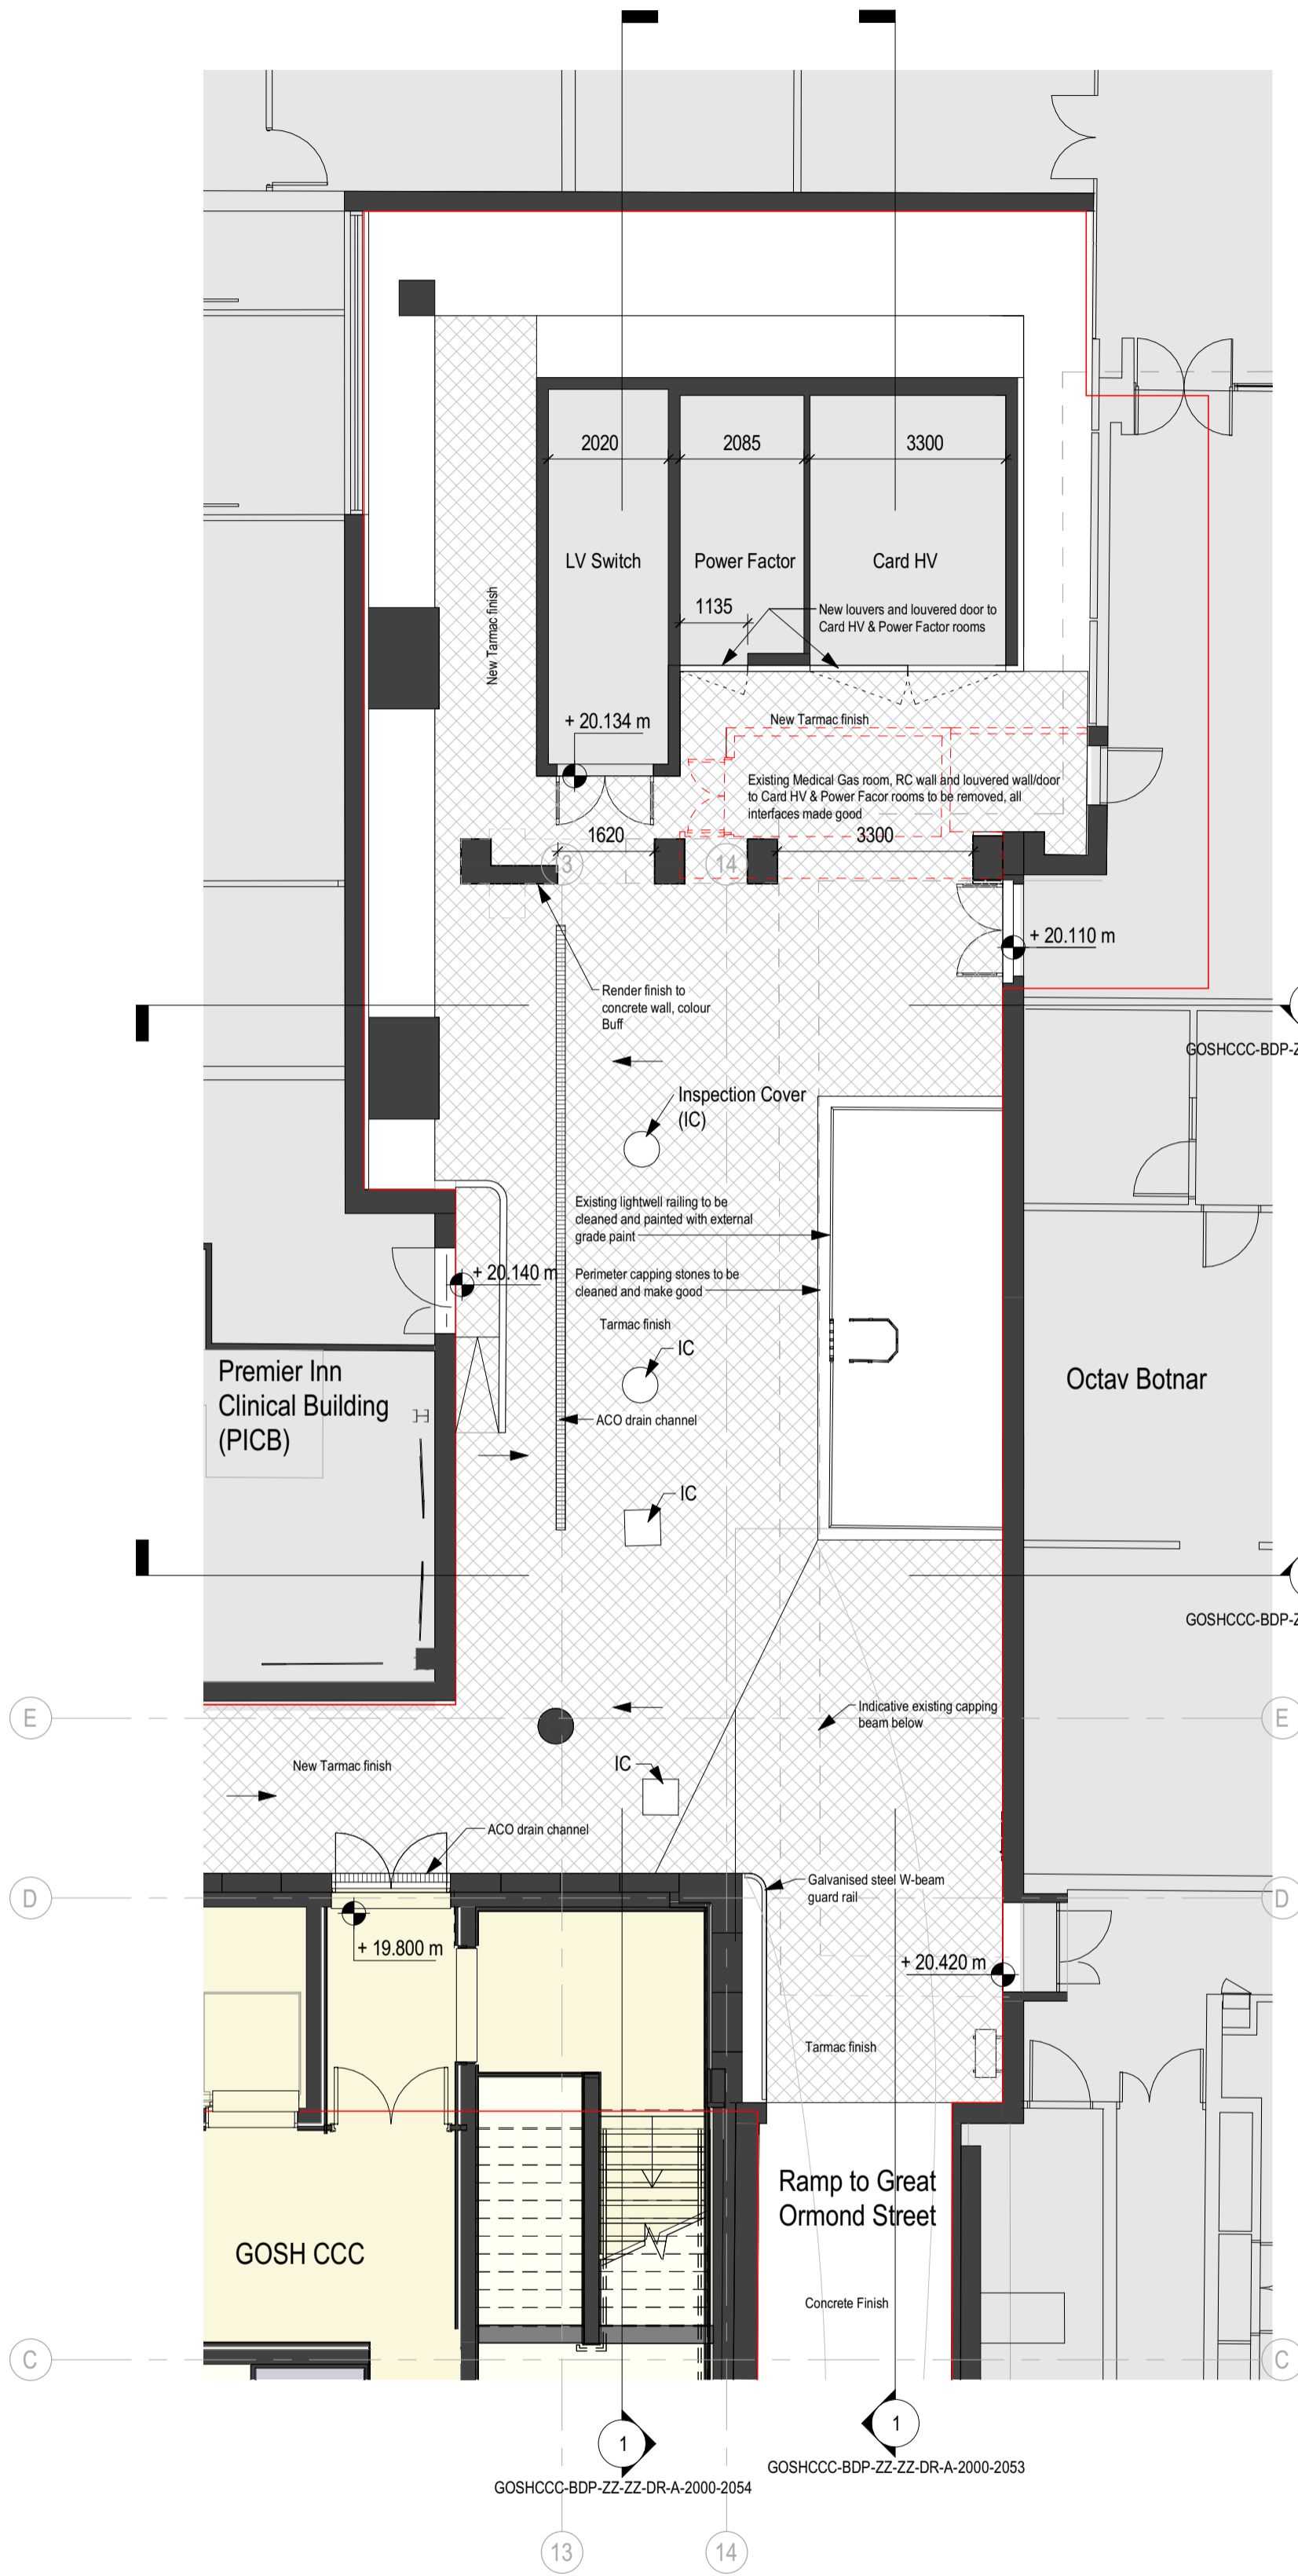 2020
2085
3300
LV Switch
Power Factor
Card HV
1135
New louvers and louvered door to
Card HV & Power Factor rooms
New Tarmac finish
+ 20.134 m
New Tarmac finish
Existing Medical Gas room, RC wall and louvered wall/door
to Card HV & Power Facor rooms to be removed, all
interfaces made good
1620
3300
13
14
+ 20.110 m
Render finish to
concrete wall, colour
Buff
GOSHCCC-BDP-Z
Inspection Cover
(IC)
Existing lightwell railing to be
cleaned and painted with external
grade paint
+ 20.140 m
Perimeter capping stones to be
cleaned and make good
Tarmac finish
IC
Premier Inn
Clinical Building
(PICB)
Octav Botnar
ACO drain channel
IC
GOSHCCC-BDP-Z
E
Indicative existing capping
beam below
E
New Tarmac finish
IC
ACO drain channel
Galvanised steel W-beam
guard rail
D
D
+ 19.800 m
+ 20.420 m
Tarmac finish
Ramp to Great
Ormond Street
GOSH CCC
Concrete Finish
C
C
1
1
GOSHCCC-BDP-ZZ-ZZ-DR-A-2000-2053
GOSHCCC-BDP-ZZ-ZZ-DR-A-2000-2054
13
14